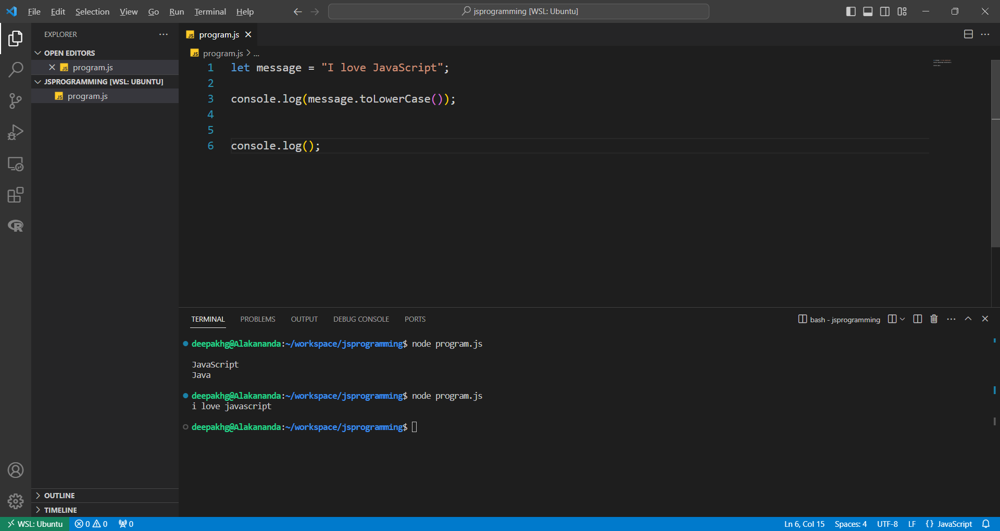 File Edit Selection View Go Run Terminal Help jsprogramming [WSL: Ubuntu]
EXPLORER
OPEN EDITORS
program.js
JSPROGRAMMING [WSL: UBUNTU]
program.js
program.js
program.js > ...
1 let message = "I love JavaScript";
2
3 console.log(message.toLowerCase());
4
5
6 console.log();
TERMINAL PROBLEMS OUTPUT DEBUG CONSOLE PORTS bash - jsprogramming
deepakhg@Alakananda:~/workspace/jsprogramming$ node program.js
JavaScript
Java
deepakhg@Alakananda:~/workspace/jsprogramming$ node program.js
i love javascript
deepakhg@Alakananda:~/workspace/jsprogramming$
OUTLINE
TIMELINE
WSL: Ubuntu 0 0 0 Ln 6, Col 15 Spaces: 4 UTF-8 LF {} JavaScript